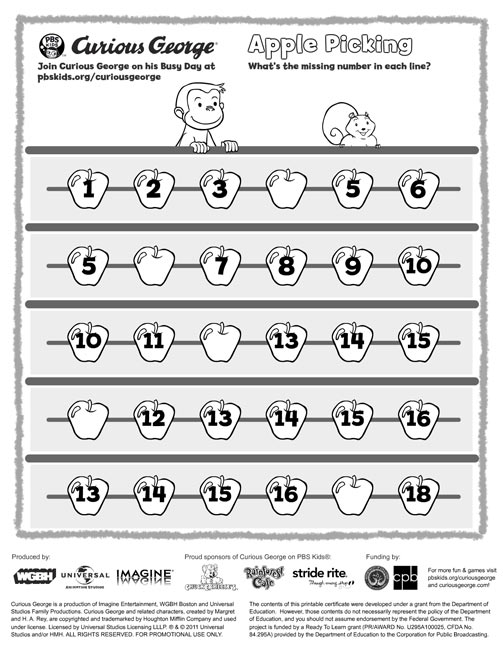 PBS KIDS
Curious George®
Apple Picking
Join Curious George on his Busy Day at
pbskids.org/curiousgeorge
What's the missing number in each line?
1 2 3 5 6
5 7 8 9 10
10 11 13 14 15
12 13 14 15 16
13 14 15 16 18
Produced by:
Proud sponsors of Curious George on PBS Kids®:
Funding by:
WGBH
UNIVERSAL
ANIMATION STUDIOS
IMAGINE
CHUCK E. CHEESE'S
Rainforest Cafe
stride rite.
cpb
For more fun & games visit
pbskids.org/curiousgeorge
and curiousgeorge.com!
Curious George is a production of Imagine Entertainment, WGBH Boston and Universal
Studios Family Productions. Curious George and related characters, created by Margret
and H. A. Rey, are copyrighted and trademarked by Houghton Mifflin Company and used
under license. Licensed by Universal Studios Licensing LLLP. ® & © 2011 Universal
Studios and/or HMH. ALL RIGHTS RESERVED. FOR PROMOTIONAL USE ONLY.
The contents of this printable certificate were developed under a grant from the Department of
Education. However, those contents do not necessarily represent the policy of the Department
of Education, and you should not assume endorsement by the Federal Government. The
project is funded by a Ready To Learn grant (PR/AWARD No. U295A100025, CFDA No.
84.295A) provided by the Department of Education to the Corporation for Public Broadcasting.